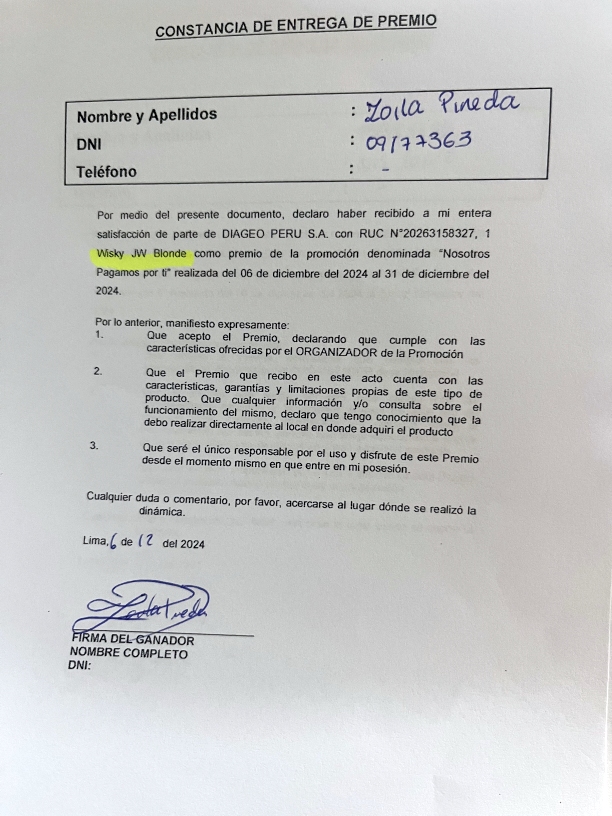 CONSTANCIA DE ENTREGA DE PREMIO
Nombre y Apellidos : Zoila Pineda
DNI : 09177363
Teléfono : -
Por medio del presente documento, declaro haber recibido a mi entera
satisfacción de parte de DIAGEO PERU S.A. con RUC N°20263158327, 1
Wisky JW Blonde como premio de la promoción denominada “Nosotros
Pagamos por ti” realizada del 06 de diciembre del 2024 al 31 de diciembre del
2024.
Por lo anterior, manifiesto expresamente:
1. Que acepto el Premio, declarando que cumple con las
características ofrecidas por el ORGANIZADOR de la Promoción
2. Que el Premio que recibo en este acto cuenta con las
características, garantías y limitaciones propias de este tipo de
producto. Que cualquier información y/o consulta sobre el
funcionamiento del mismo, declaro que tengo conocimiento que la
debo realizar directamente al local en donde adquirí el producto
3. Que seré el único responsable por el uso y disfrute de este Premio
desde el momento mismo en que entre en mi posesión.
Cualquier duda o comentario, por favor, acercarse al lugar dónde se realizó la
dinámica.
Lima, 6 de 12 del 2024
Zoila Pineda
FIRMA DEL GANADOR
NOMBRE COMPLETO
DNI: